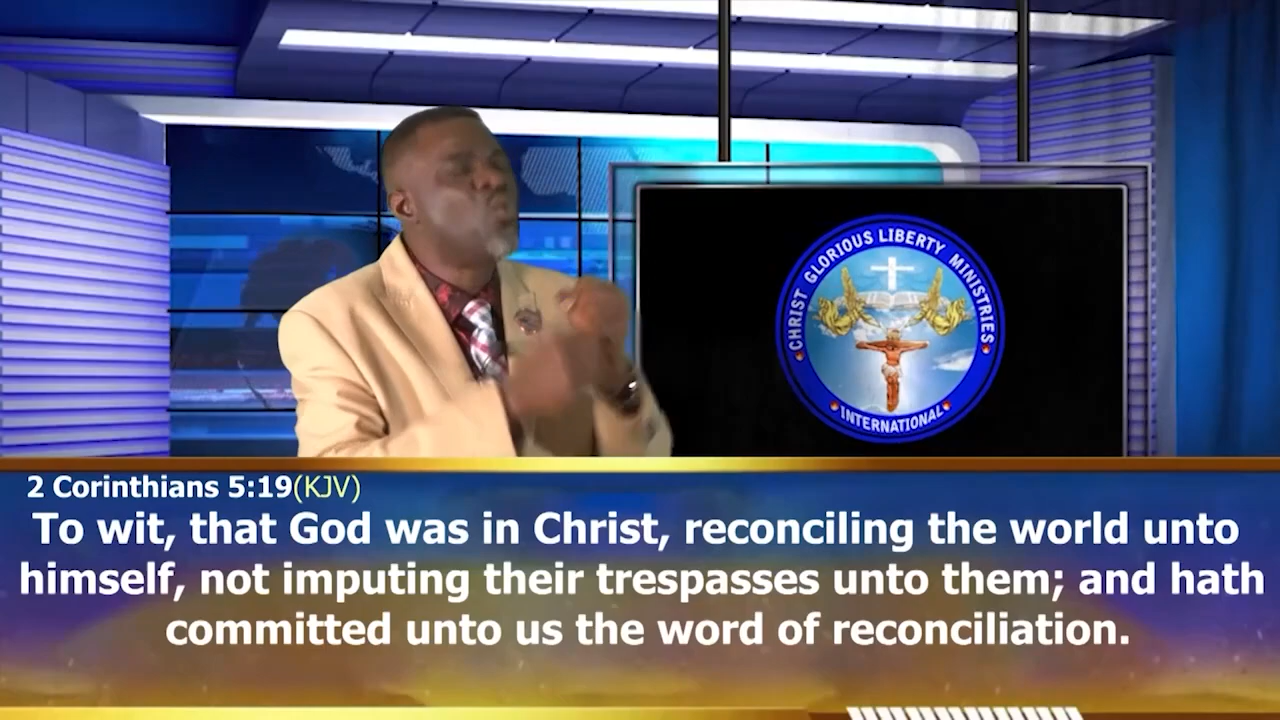 CHRIST GLORIOUS LIBERTY MINISTRIES
INTERNATIONAL
2 Corinthians 5:19(KJV)
To wit, that God was in Christ, reconciling the world unto
himself, not imputing their trespasses unto them; and hath
committed unto us the word of reconciliation.